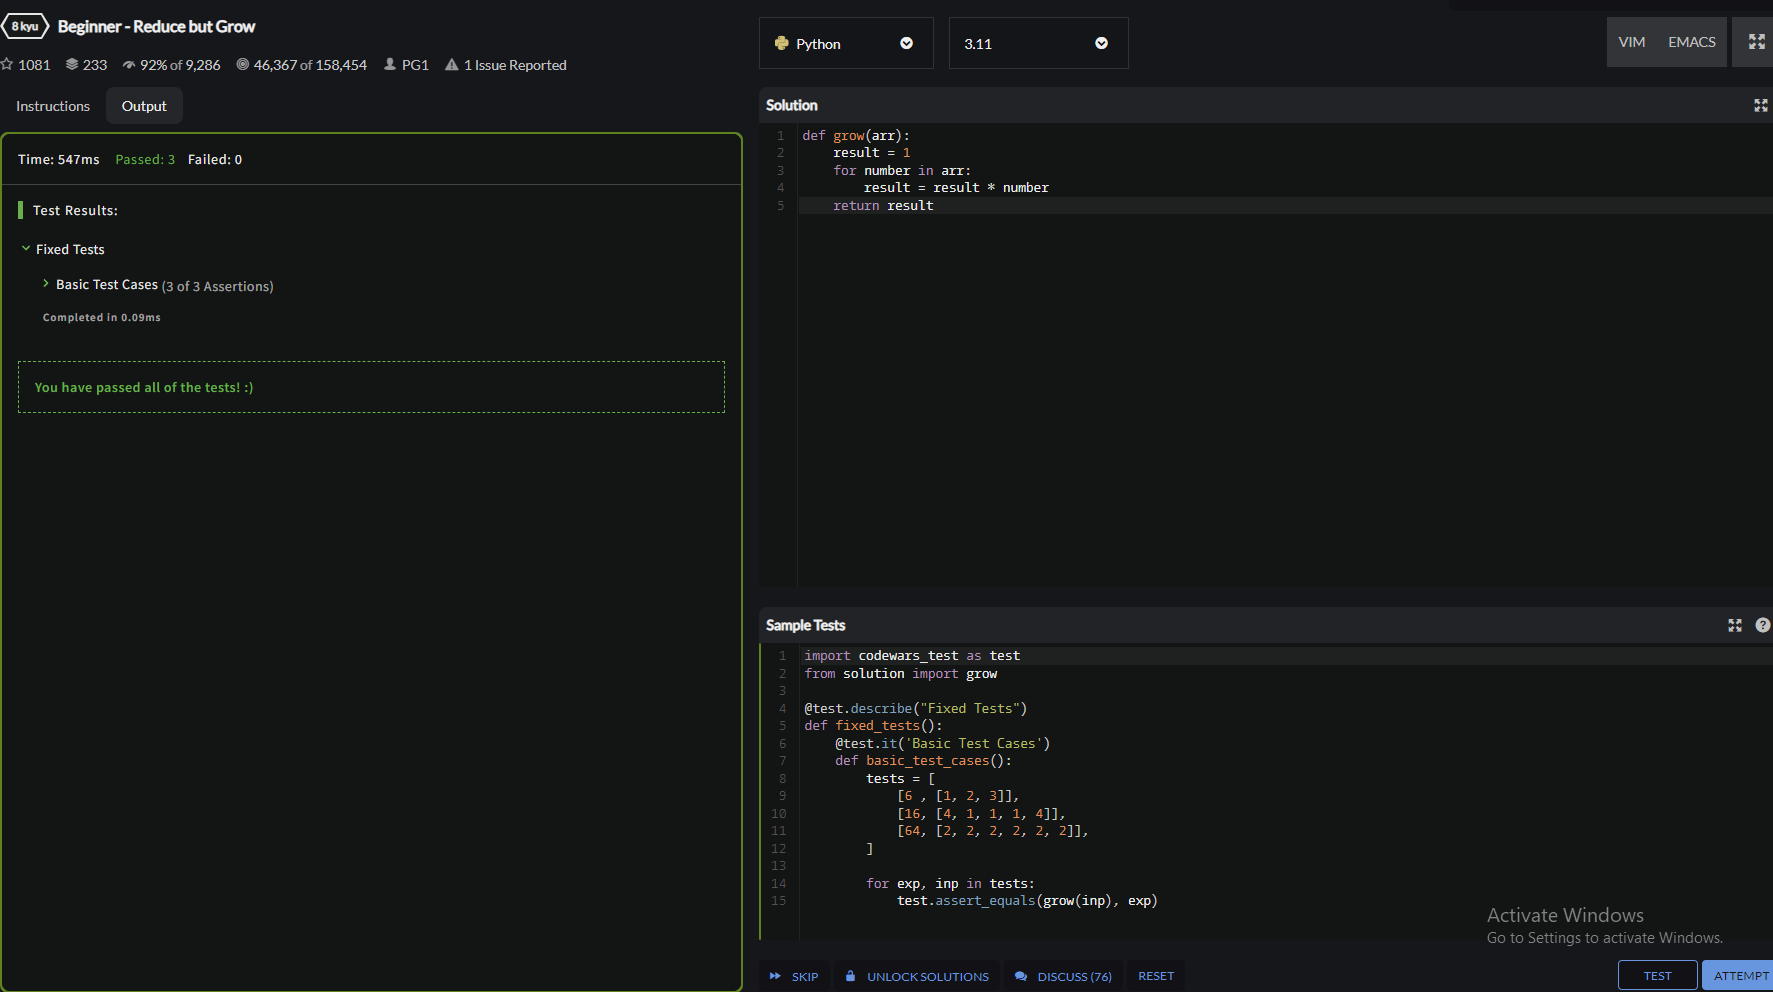 8 kyu Beginner - Reduce but Grow
1081 233 92% of 9,286 46,367 of 158,454 PG1 1 Issue Reported
Instructions Output
Time: 547ms Passed: 3 Failed: 0
Test Results:
Fixed Tests
Basic Test Cases (3 of 3 Assertions)
Completed in 0.09ms
You have passed all of the tests! :)
Python 3.11 VIM EMACS
Solution
1 def grow(arr):
2     result = 1
3     for number in arr:
4         result = result * number
5     return result
Sample Tests
1 import codewars_test as test
2 from solution import grow
3
4 @test.describe("Fixed Tests")
5 def fixed_tests():
6     @test.it('Basic Test Cases')
7     def basic_test_cases():
8         tests = [
9             [6 , [1, 2, 3]],
10             [16, [4, 1, 1, 1, 4]],
11             [64, [2, 2, 2, 2, 2, 2]],
12         ]
13
14         for exp, inp in tests:
15             test.assert_equals(grow(inp), exp)
Activate Windows
Go to Settings to activate Windows.
SKIP UNLOCK SOLUTIONS DISCUSS (76) RESET TEST ATTEMPT